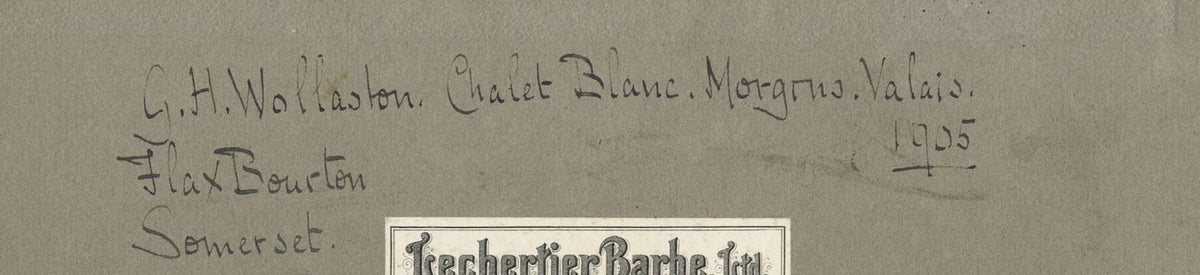 G. H. Wollaston. Chalet Blanc. Morgins. Valais.
1905
Flax Bourton
Somerset.
Lechertier Barbe Ltd